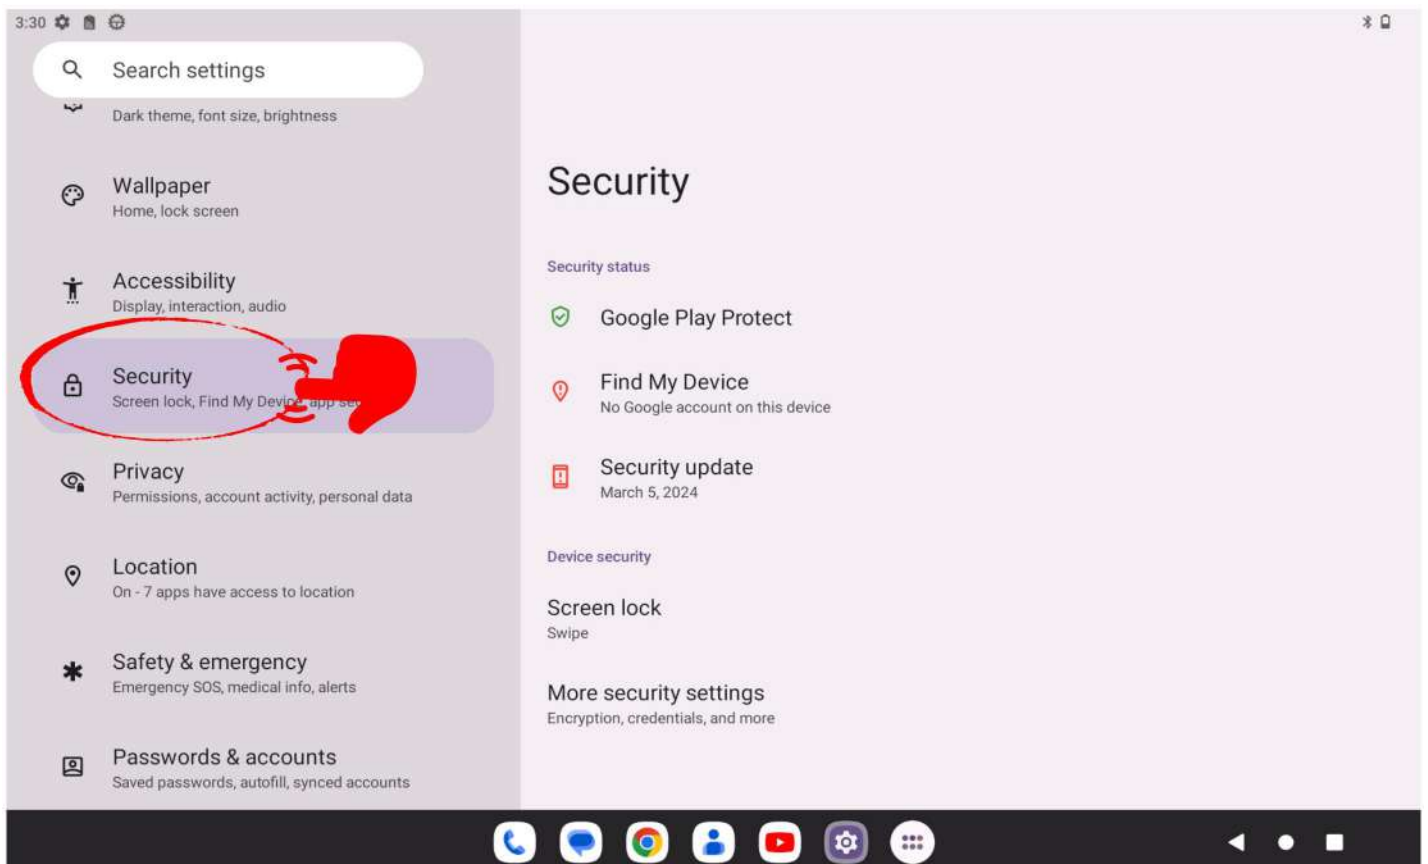 3:30
Search settings
Dark theme, font size, brightness
Wallpaper
Home, lock screen
Accessibility
Display, interaction, audio
Security
Screen lock, Find My Device, app
Privacy
Permissions, account activity, personal data
Location
On - 7 apps have access to location
Safety & emergency
Emergency SOS, medical info, alerts
Passwords & accounts
Saved passwords, autofill, synced accounts
Security
Security status
Google Play Protect
Find My Device
No Google account on this device
Security update
March 5, 2024
Device security
Screen lock
Swipe
More security settings
Encryption, credentials, and more